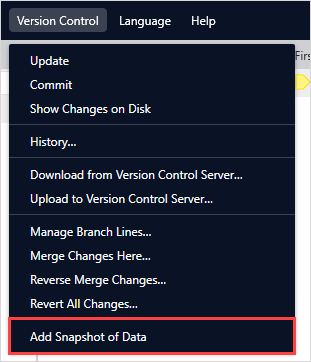 Version Control Language Help
Firs
Update
Commit
Show Changes on Disk
History...
Download from Version Control Server...
Upload to Version Control Server...
Manage Branch Lines...
Merge Changes Here...
Reverse Merge Changes...
Revert All Changes...
Add Snapshot of Data